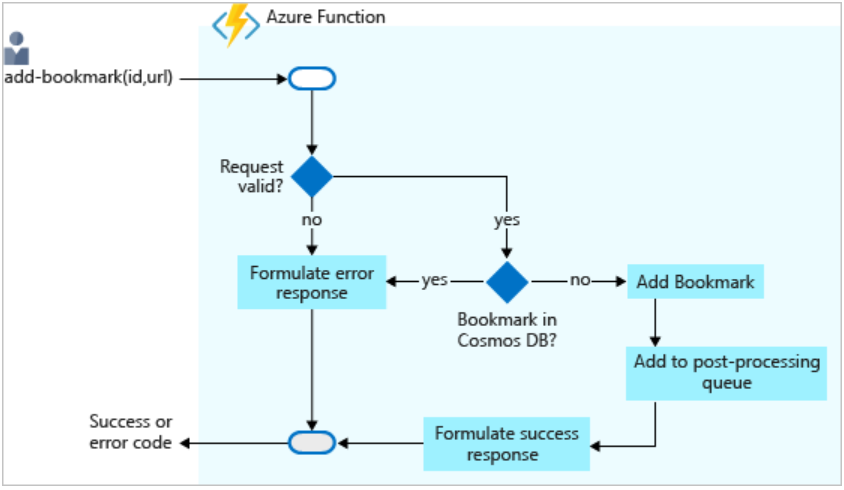 Azure Function
add-bookmark(id,url)
Request
valid?
no
yes
Formulate error
response
yes
no
Add Bookmark
Bookmark in
Cosmos DB?
Add to post-processing
queue
Success or
error code
Formulate success
response